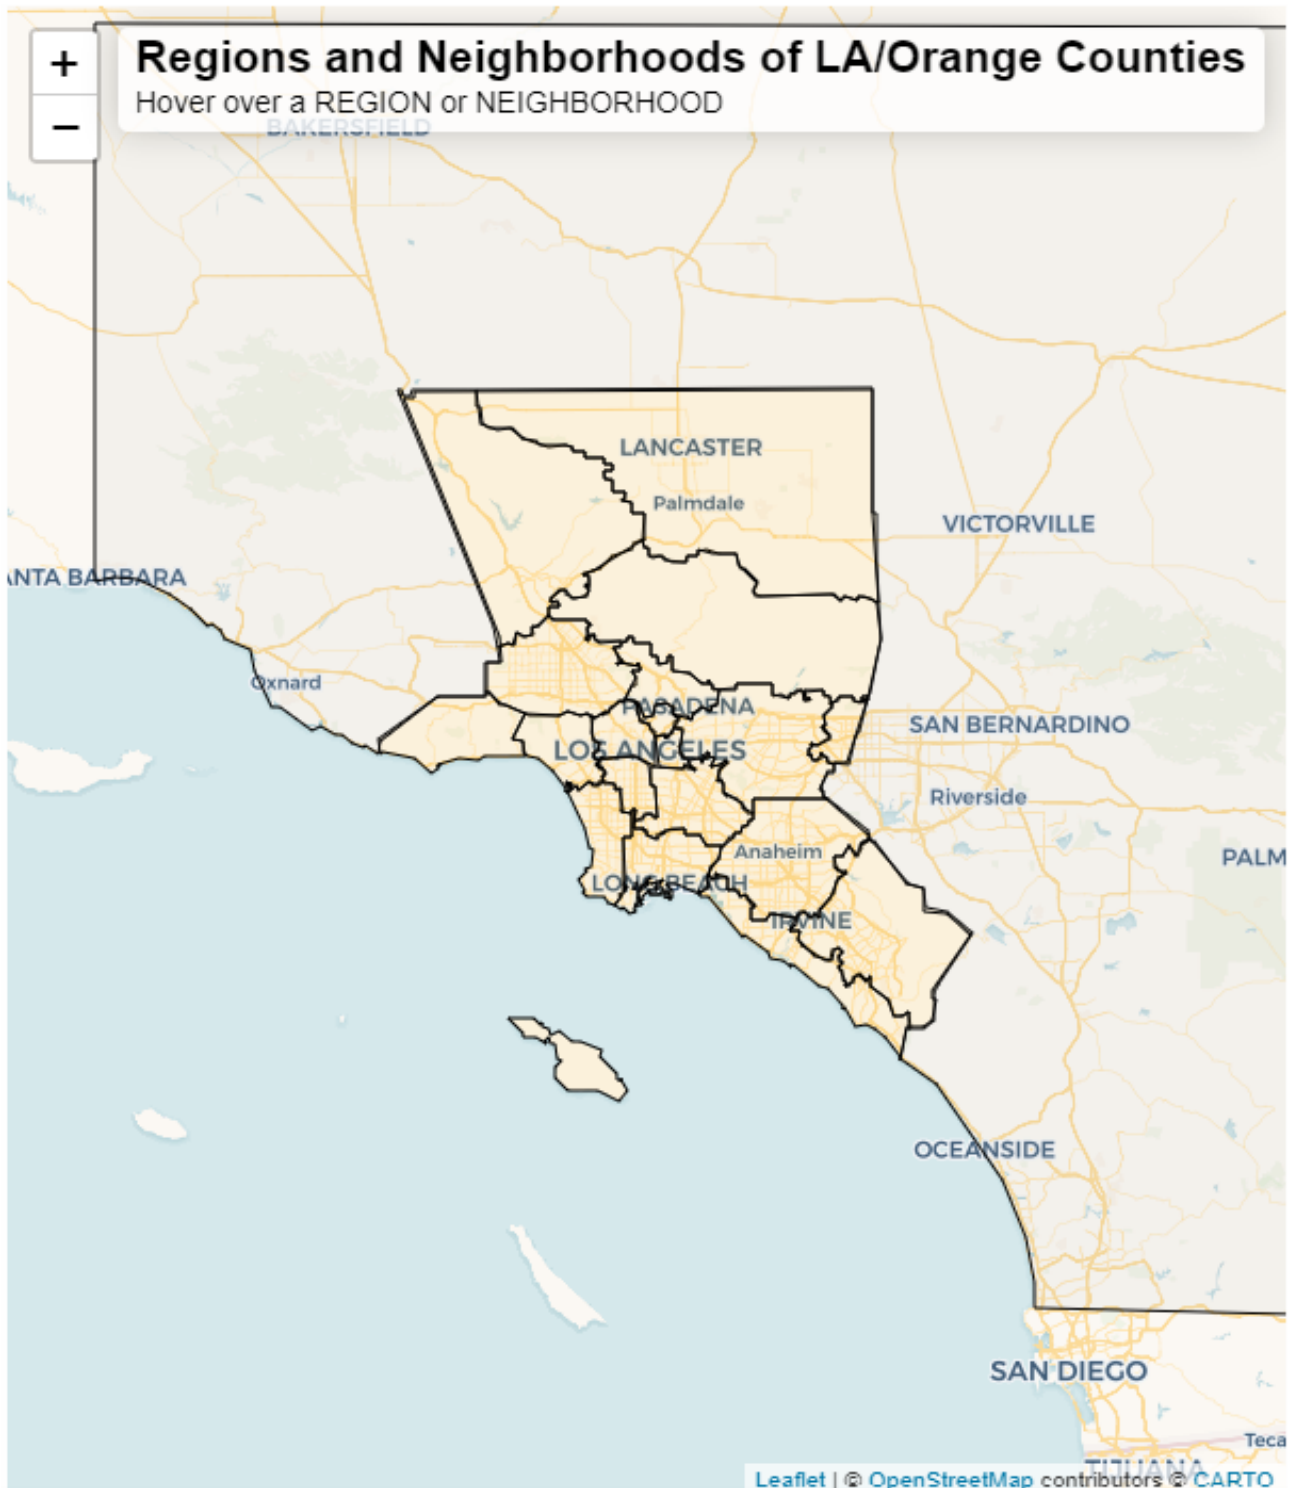 +
−
Regions and Neighborhoods of LA/Orange Counties
Hover over a REGION or NEIGHBORHOOD
BAKERSFIELD
LANCASTER
Palmdale
VICTORVILLE
ANTA BARBARA
Oxnard
PASADENA
SAN BERNARDINO
LOS ANGELES
Riverside
Anaheim
PALM
LONG BEACH
IRVINE
OCEANSIDE
SAN DIEGO
Teca
TIJUANA
Leaflet | © OpenStreetMap contributors © CARTO